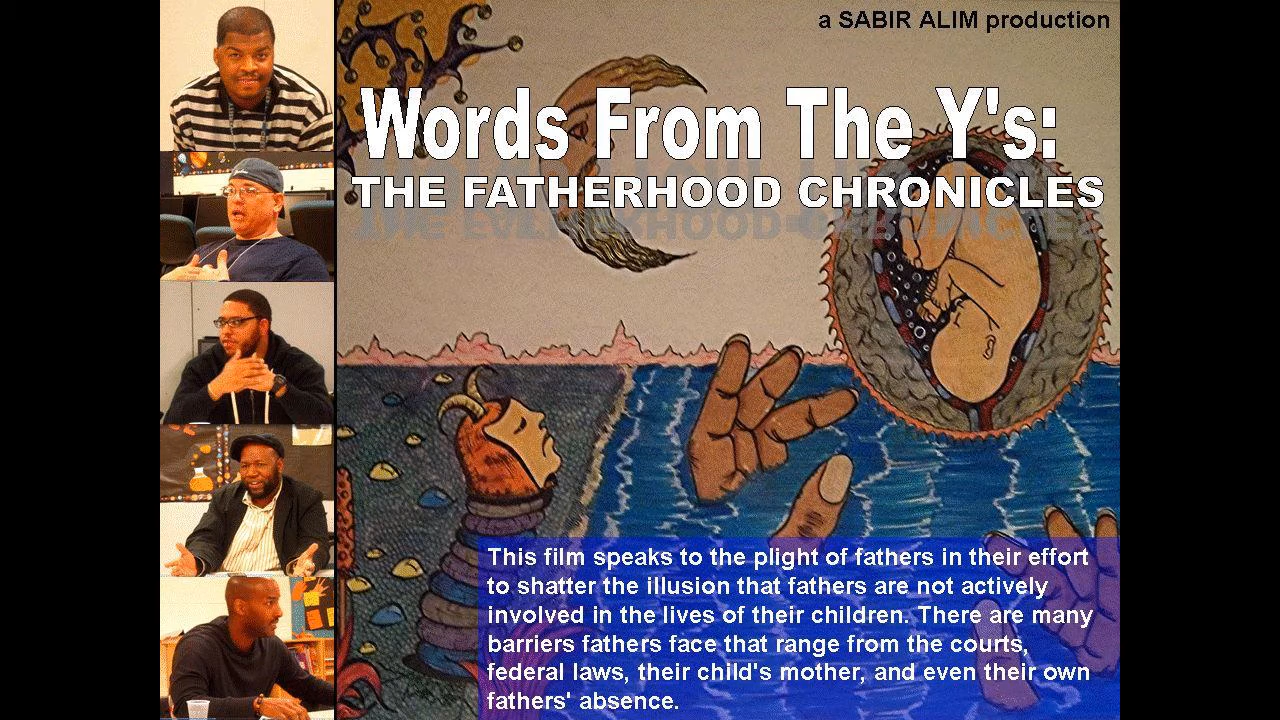 a SABIR ALIM production
Words From The Y's:
THE FATHERHOOD CHRONICLES
This film speaks to the plight of fathers in their effort
to shatter the illusion that fathers are not actively
involved in the lives of their children. There are many
barriers fathers face that range from the courts,
federal laws, their child's mother, and even their own
fathers' absence.